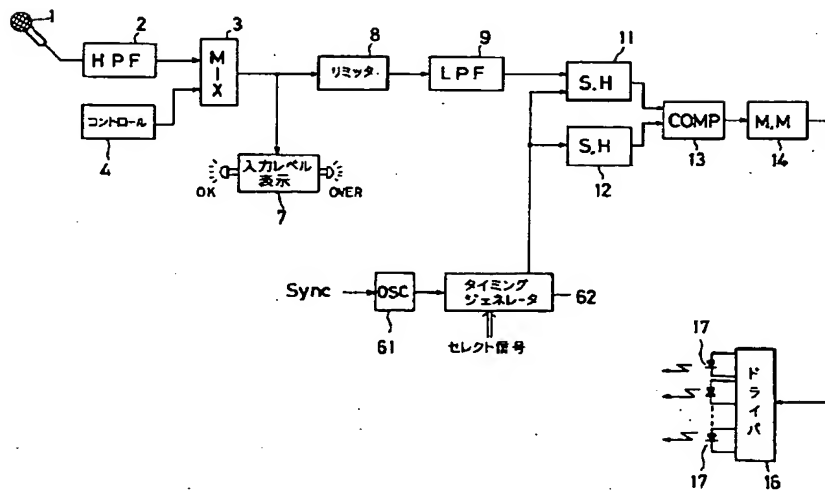 1
2
HPF
3
MIX
コントロール
4
8
リミッタ
9
LPF
11
S.H
S.H
12
COMP
13
M.M
14
入力レベル
表示
7
OK
OVER
Sync
OSC
61
タイミング
ジェネレータ
62
セレクト信号
17
ドライバ
17
16